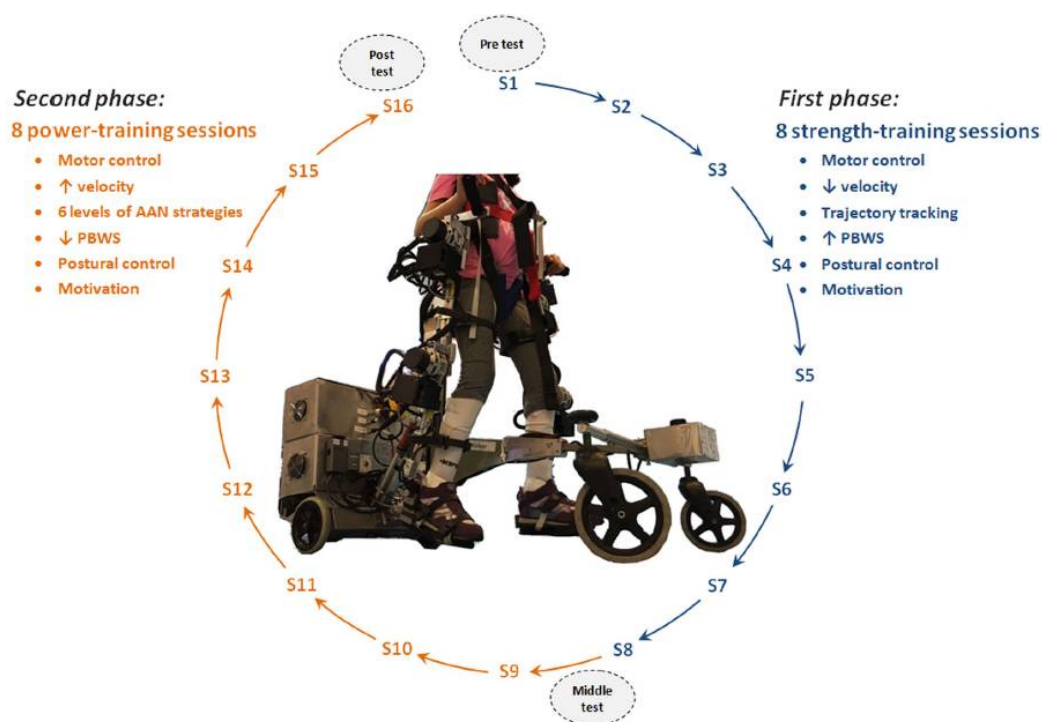 Pre test
Post
test
Second phase:
8 power-training sessions
• Motor control
• ↑ velocity
• 6 levels of AAN strategies
• ↓ PBWS
• Postural control
• Motivation
First phase:
8 strength-training sessions
• Motor control
• ↓ velocity
• Trajectory tracking
• ↑ PBWS
• Postural control
• Motivation
S1
S2
S3
S4
S5
S6
S7
S8
Middle
test
S9
S10
S11
S12
S13
S14
S15
S16